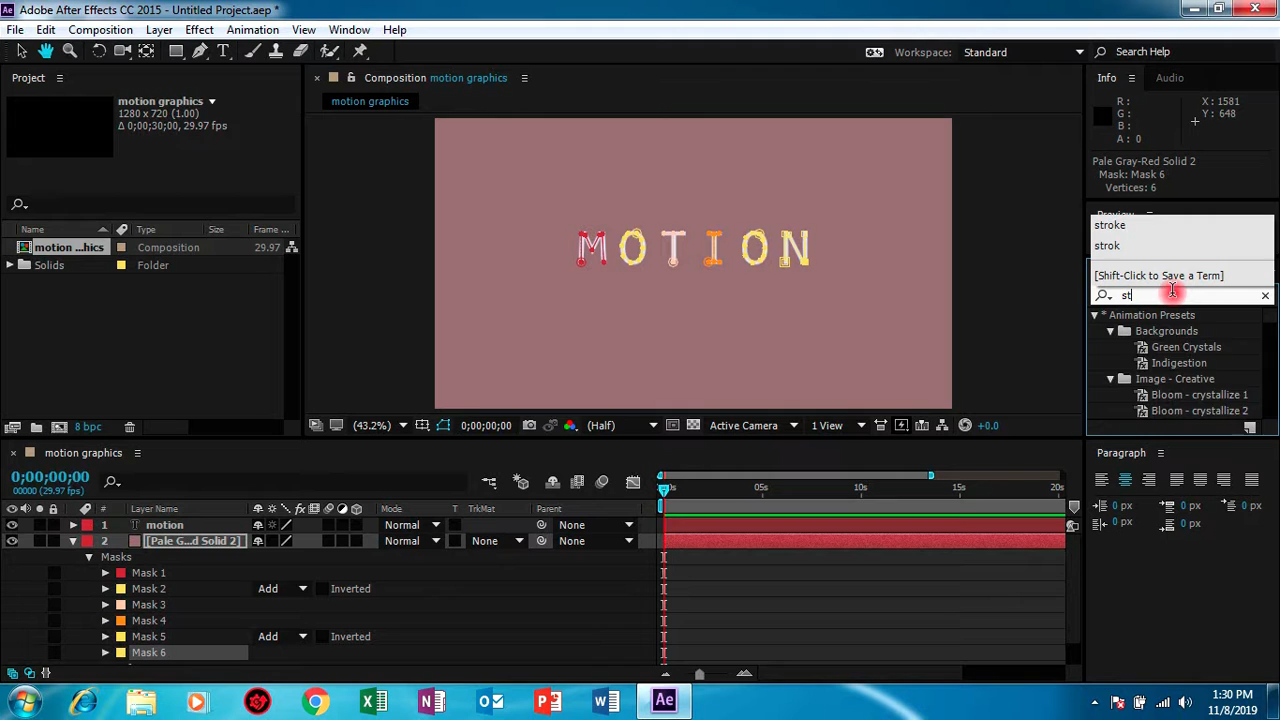 Ae Adobe After Effects CC 2015 - Untitled Project.aep *
File Edit Composition Layer Effect Animation View Window Help
Workspace: Standard Search Help
Project
motion graphics
1280 x 720 (1.00)
Δ 0;00;30;00, 29.97 fps
Name Type Size Frame ...
motion ...hics Composition 29.97
Solids Folder
8 bpc
Composition motion graphics
motion graphics
MOTION
(43.2%) 0;00;00;00 (Half) Active Camera 1 View +0.0
Info Audio
R : X : 1581
G : Y : 648
B :
A : 0
Pale Gray-Red Solid 2
Mask: Mask 6
Vertices: 6
Preview
stroke
strok
[Shift-Click to Save a Term]
st
* Animation Presets
Backgrounds
Green Crystals
Indigestion
Image - Creative
Bloom - crystallize 1
Bloom - crystallize 2
Paragraph
0 px 0 px 0 px
0 px 0 px
motion graphics
0;00;00;00
00000 (29.97 fps)
0s 05s 10s 15s 20s
# Layer Name Mode T TrkMat Parent
1 T motion Normal None
2 [Pale G...d Solid 2] Normal None None
Masks
Mask 1
Mask 2 Add Inverted
Mask 3
Mask 4
Mask 5 Add Inverted
Mask 6
Ae
1:30 PM
11/8/2019